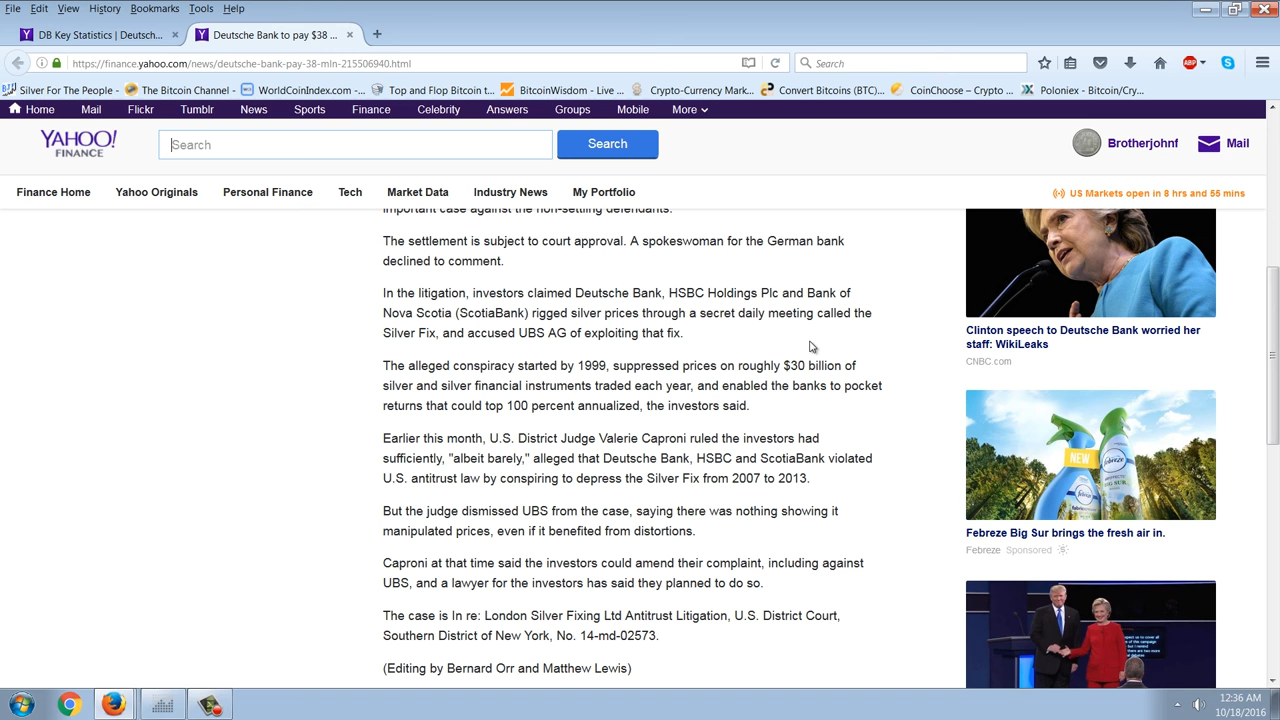 File Edit View History Bookmarks Tools Help
DB Key Statistics | Deutsch... × Deutsche Bank to pay $38 ... × +
https://finance.yahoo.com/news/deutsche-bank-pay-38-mln-215506940.html Search ABP
Silver For The People - The Bitcoin Channel - WorldCoinIndex.com - ... Top and Flop Bitcoin t... BitcoinWisdom - Live ... Crypto-Currency Mark... Convert Bitcoins (BTC)... CoinChoose – Crypto ... Poloniex - Bitcoin/Cry...
Home Mail Flickr Tumblr News Sports Finance Celebrity Answers Groups Mobile More
YAHOO! FINANCE
Search Search Brotherjohnf Mail
Finance Home Yahoo Originals Personal Finance Tech Market Data Industry News My Portfolio US Markets open in 8 hrs and 55 mins
important case against the non-settling defendants.
The settlement is subject to court approval. A spokeswoman for the German bank
declined to comment.
In the litigation, investors claimed Deutsche Bank, HSBC Holdings Plc and Bank of
Nova Scotia (ScotiaBank) rigged silver prices through a secret daily meeting called the
Silver Fix, and accused UBS AG of exploiting that fix.
The alleged conspiracy started by 1999, suppressed prices on roughly $30 billion of
silver and silver financial instruments traded each year, and enabled the banks to pocket
returns that could top 100 percent annualized, the investors said.
Earlier this month, U.S. District Judge Valerie Caproni ruled the investors had
sufficiently, "albeit barely," alleged that Deutsche Bank, HSBC and ScotiaBank violated
U.S. antitrust law by conspiring to depress the Silver Fix from 2007 to 2013.
But the judge dismissed UBS from the case, saying there was nothing showing it
manipulated prices, even if it benefited from distortions.
Caproni at that time said the investors could amend their complaint, including against
UBS, and a lawyer for the investors has said they planned to do so.
The case is In re: London Silver Fixing Ltd Antitrust Litigation, U.S. District Court,
Southern District of New York, No. 14-md-02573.
(Editing by Bernard Orr and Matthew Lewis)
Clinton speech to Deutsche Bank worried her
staff: WikiLeaks
CNBC.com
NEW
febreze
Febreze Big Sur brings the fresh air in.
Febreze Sponsored
12:36 AM
10/18/2016